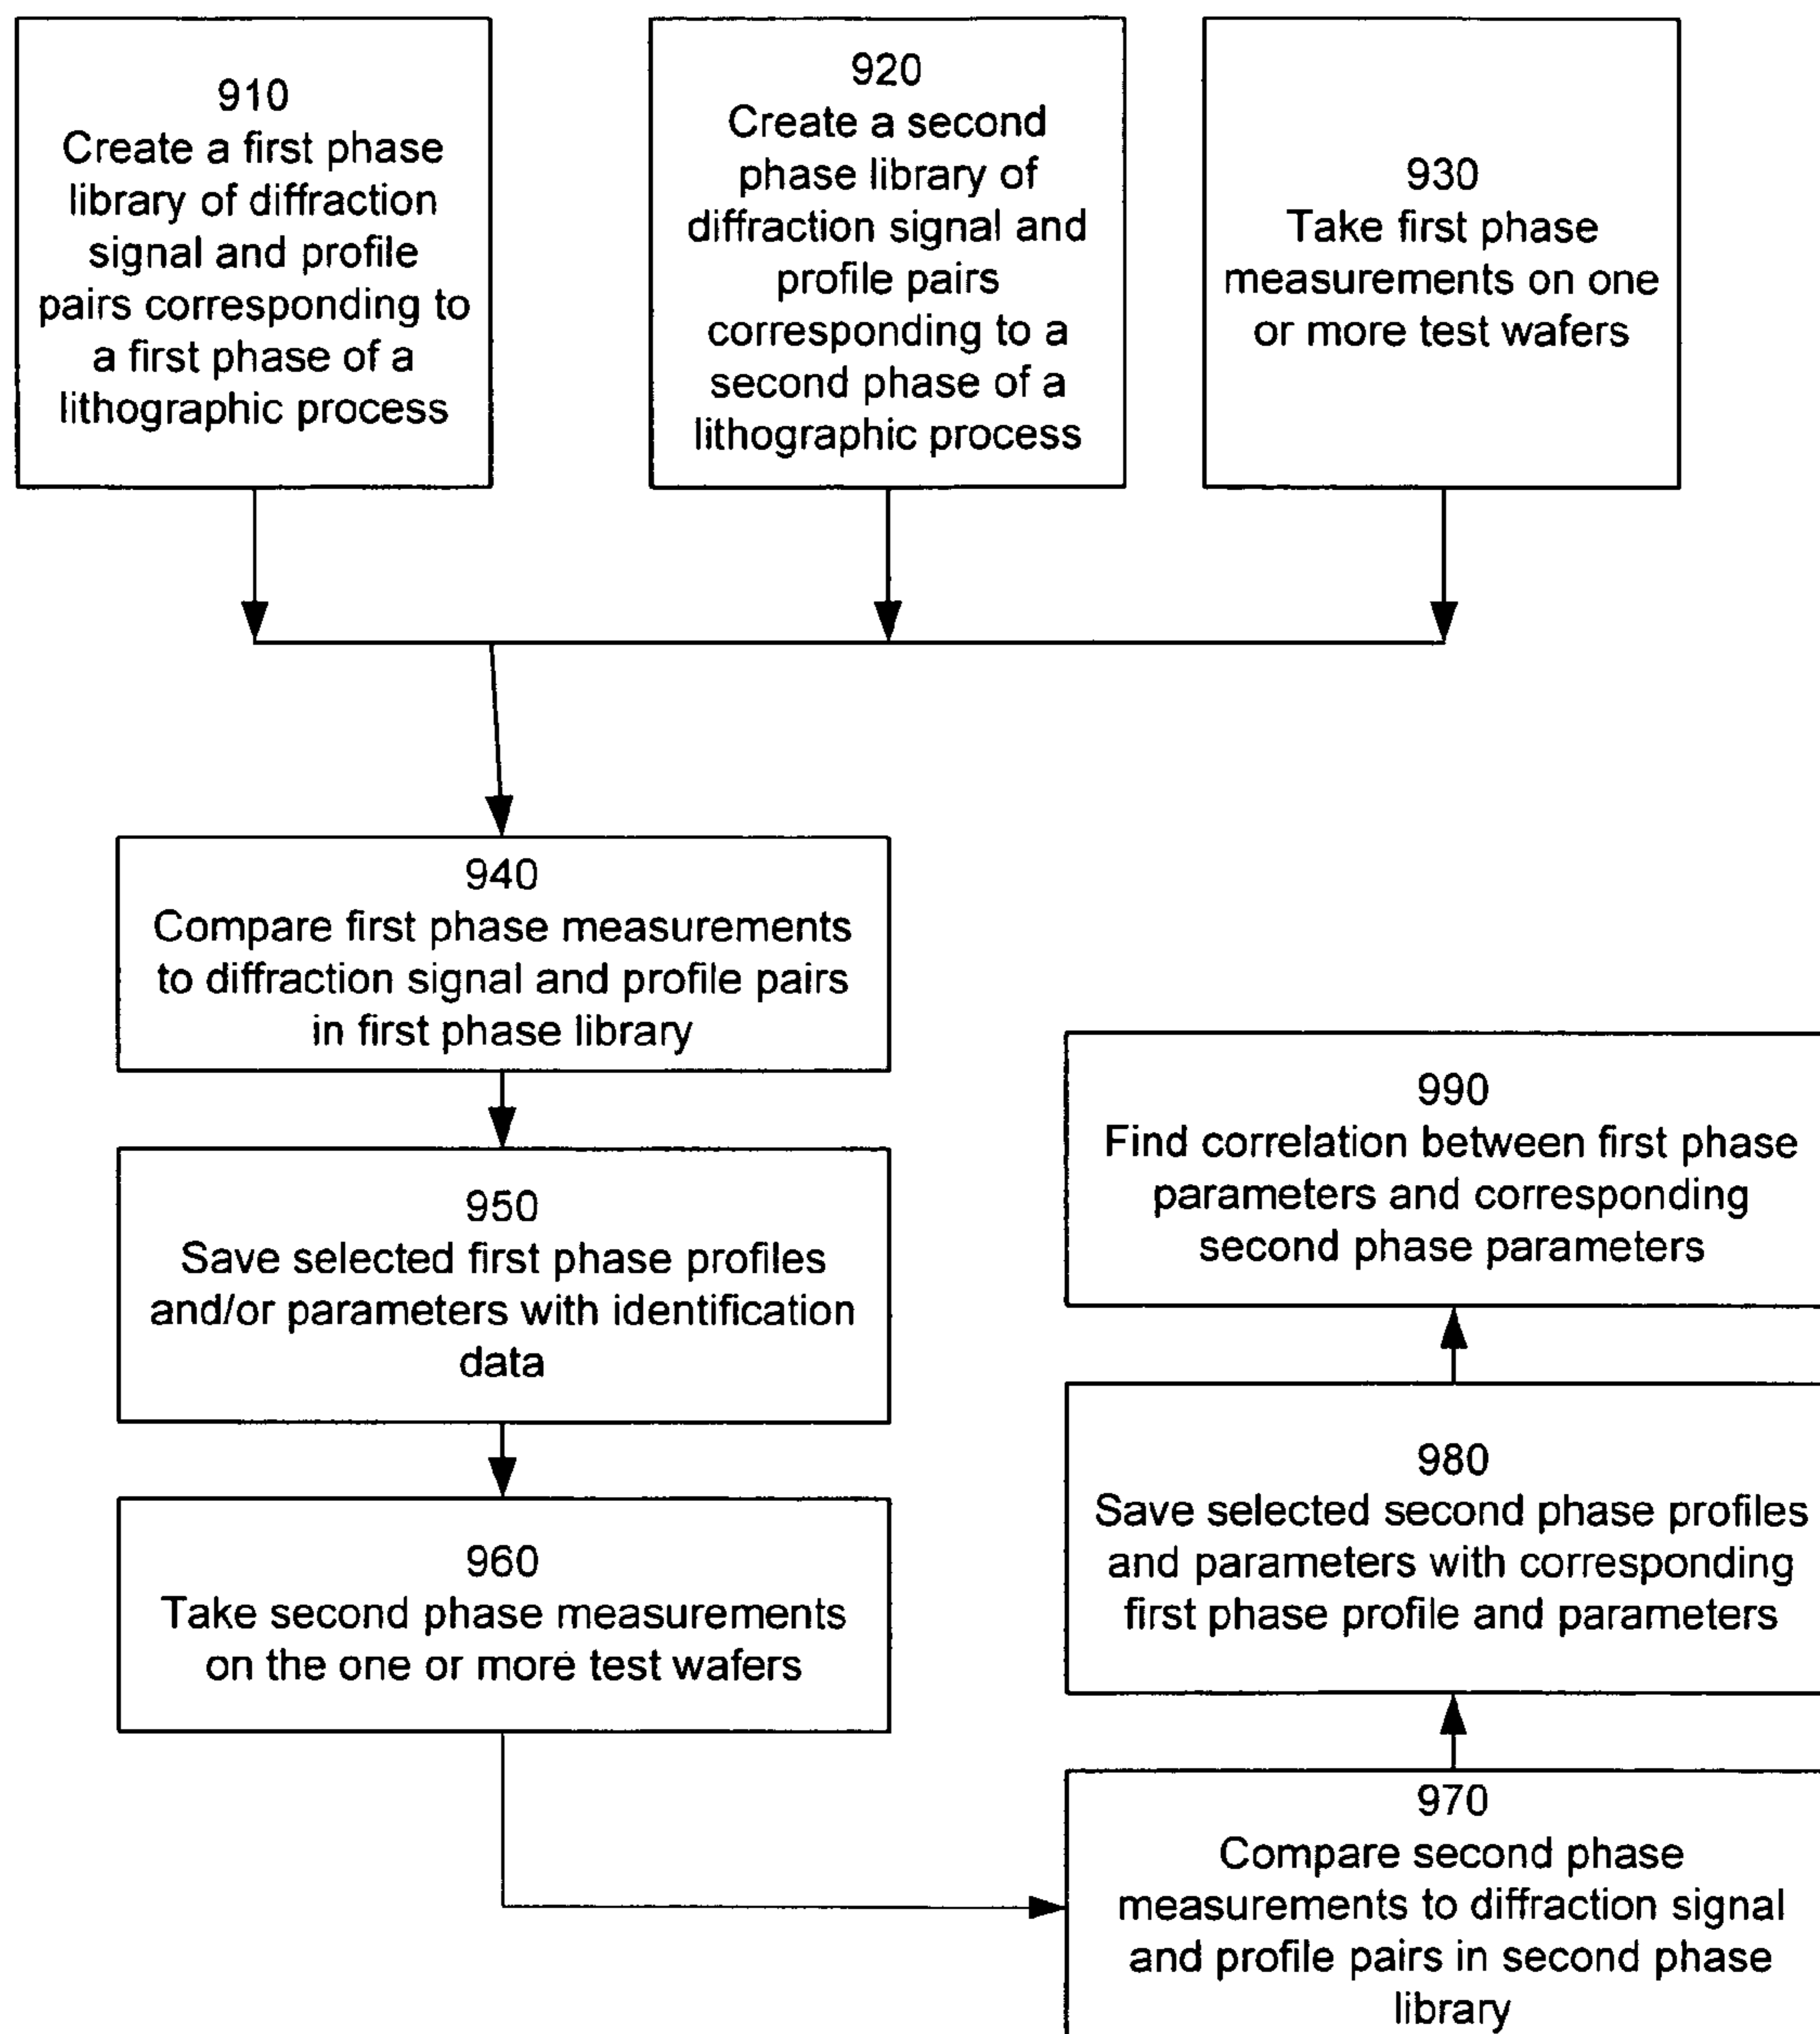 910
Create a first phase
library of diffraction
signal and profile
pairs corresponding to
a first phase of a
lithographic process
920
Create a second
phase library of
diffraction signal and
profile pairs
corresponding to a
second phase of a
lithographic process
930
Take first phase
measurements on one
or more test wafers
940
Compare first phase measurements
to diffraction signal and profile pairs
in first phase library
950
Save selected first phase profiles
and/or parameters with identification
data
960
Take second phase measurements
on the one or more test wafers
970
Compare second phase
measurements to diffraction signal
and profile pairs in second phase
library
980
Save selected second phase profiles
and parameters with corresponding
first phase profile and parameters
990
Find correlation between first phase
parameters and corresponding
second phase parameters